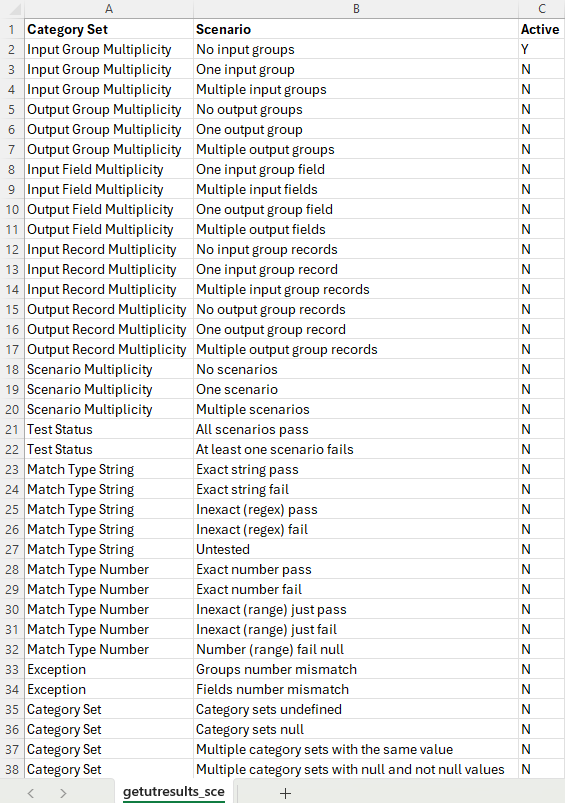 A B C
1 Category Set Scenario Active
2 Input Group Multiplicity No input groups Y
3 Input Group Multiplicity One input group N
4 Input Group Multiplicity Multiple input groups N
5 Output Group Multiplicity No output groups N
6 Output Group Multiplicity One output group N
7 Output Group Multiplicity Multiple output groups N
8 Input Field Multiplicity One input group field N
9 Input Field Multiplicity Multiple input fields N
10 Output Field Multiplicity One output group field N
11 Output Field Multiplicity Multiple output fields N
12 Input Record Multiplicity No input group records N
13 Input Record Multiplicity One input group record N
14 Input Record Multiplicity Multiple input group records N
15 Output Record Multiplicity No output group records N
16 Output Record Multiplicity One output group record N
17 Output Record Multiplicity Multiple output group records N
18 Scenario Multiplicity No scenarios N
19 Scenario Multiplicity One scenario N
20 Scenario Multiplicity Multiple scenarios N
21 Test Status All scenarios pass N
22 Test Status At least one scenario fails N
23 Match Type String Exact string pass N
24 Match Type String Exact string fail N
25 Match Type String Inexact (regex) pass N
26 Match Type String Inexact (regex) fail N
27 Match Type String Untested N
28 Match Type Number Exact number pass N
29 Match Type Number Exact number fail N
30 Match Type Number Inexact (range) just pass N
31 Match Type Number Inexact (range) just fail N
32 Match Type Number Number (range) fail null N
33 Exception Groups number mismatch N
34 Exception Fields number mismatch N
35 Category Set Category sets undefined N
36 Category Set Category sets null N
37 Category Set Multiple category sets with the same value N
38 Category Set Multiple category sets with null and not null values N
getutresults_sce